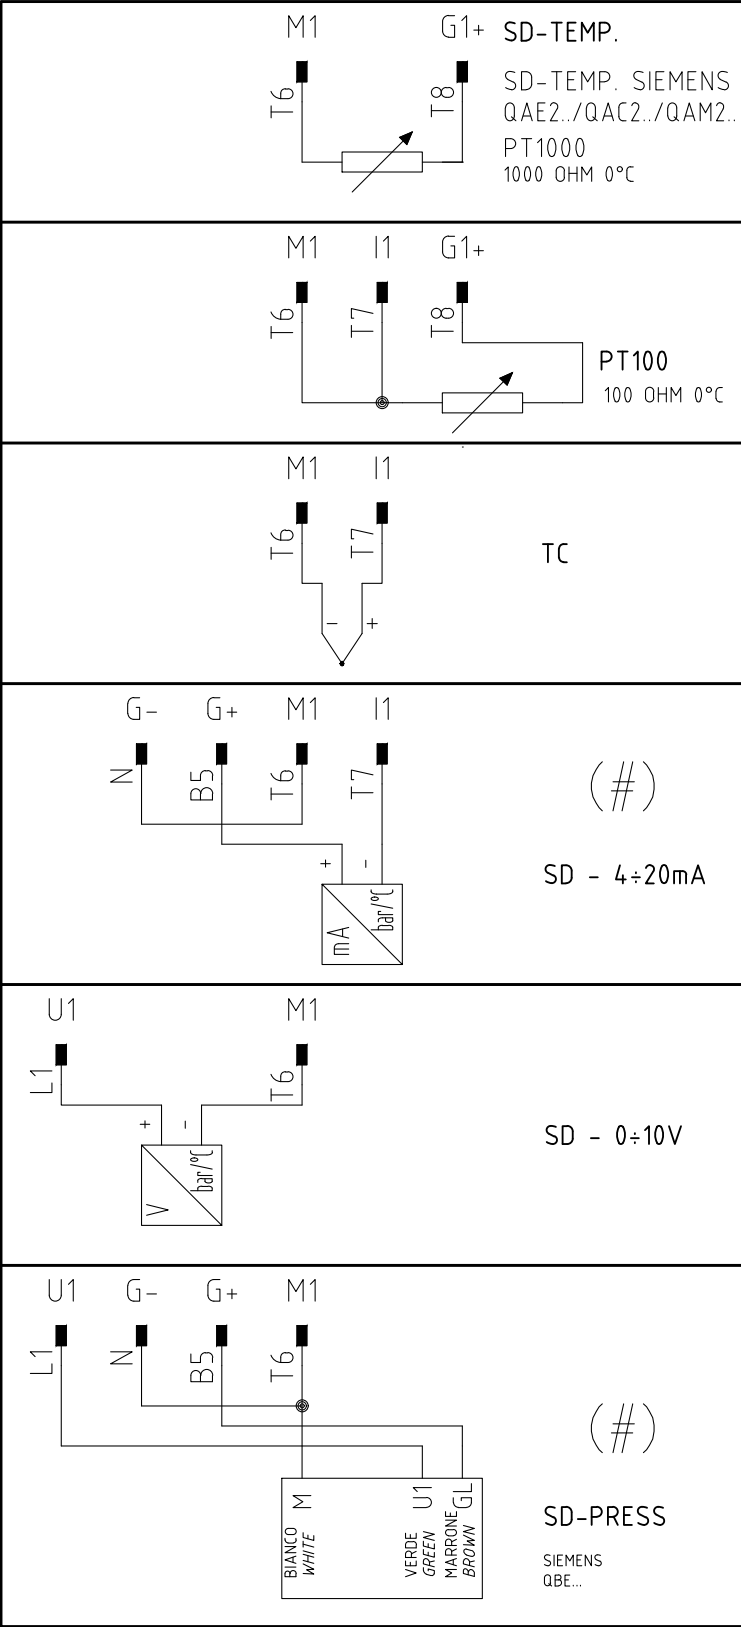 M1 G1+ SD-TEMP.
T6 T8 SD-TEMP. SIEMENS
QAE2../QAC2../QAM2..
PT1000
1000 OHM 0°C
M1 I1 G1+
T6 T7 T8
PT100
100 OHM 0°C
M1 I1
T6 T7
TC
- +
G- G+ M1 I1
N B5 T6 T7
(#)
+ -
SD - 4÷20mA
mA bar/°C
U1 M1
L1 T6
+ -
SD - 0÷10V
V bar/°C
U1 G- G+ M1
L1 N B5 T6
(#)
M U1 GL
BIANCO VERDE MARRONE
WHITE GREEN BROWN
SD-PRESS
SIEMENS
QBE...